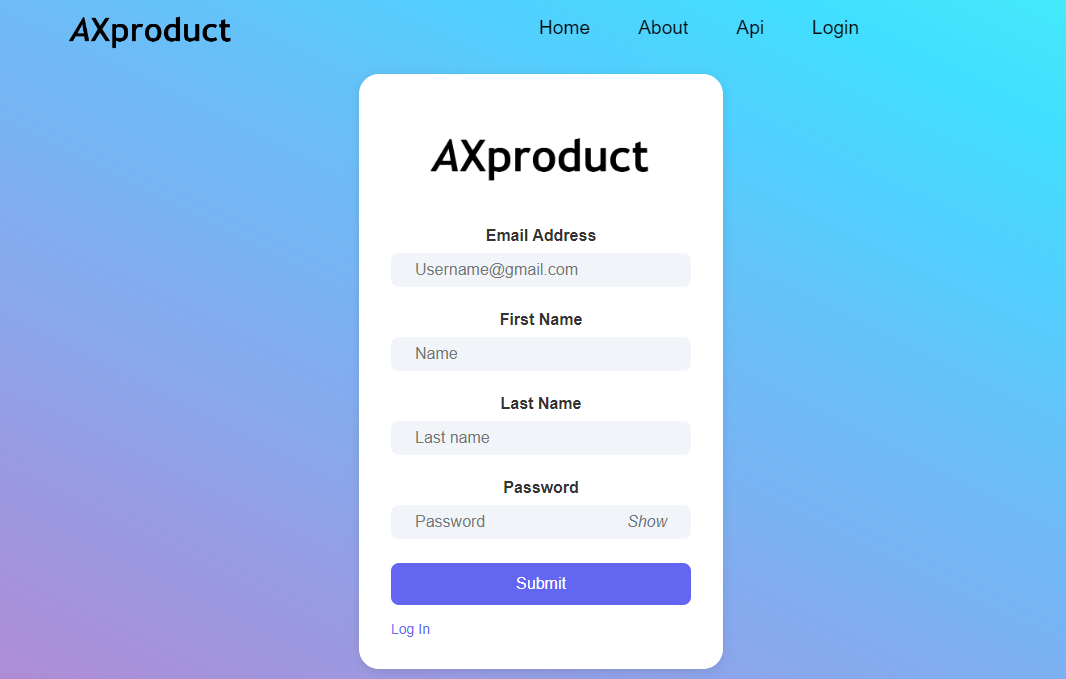 AXproduct
Home About Api Login
AXproduct
Email Address
Username@gmail.com
First Name
Name
Last Name
Last name
Password
Password Show
Submit
Log In